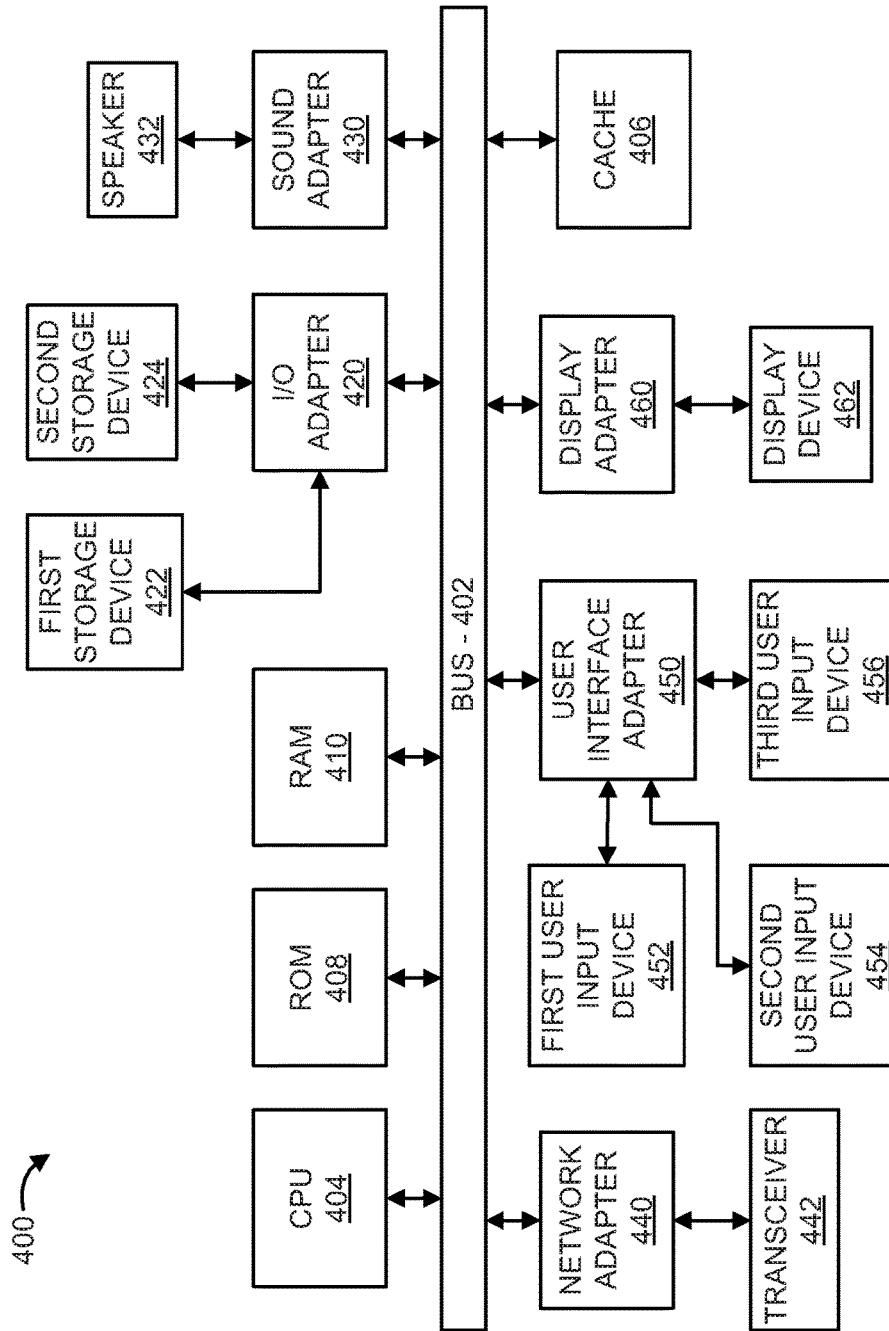 400
CPU
404
ROM
408
RAM
410
FIRST
STORAGE
DEVICE
422
SECOND
STORAGE
DEVICE
424
I/O
ADAPTER
420
SPEAKER
432
SOUND
ADAPTER
430
BUS - 402
NETWORK
ADAPTER
440
TRANSCEIVER
442
FIRST USER
INPUT
DEVICE
452
SECOND
USER INPUT
DEVICE
454
USER
INTERFACE
ADAPTER
450
THIRD USER
INPUT
DEVICE
456
DISPLAY
ADAPTER
460
DISPLAY
DEVICE
462
CACHE
406